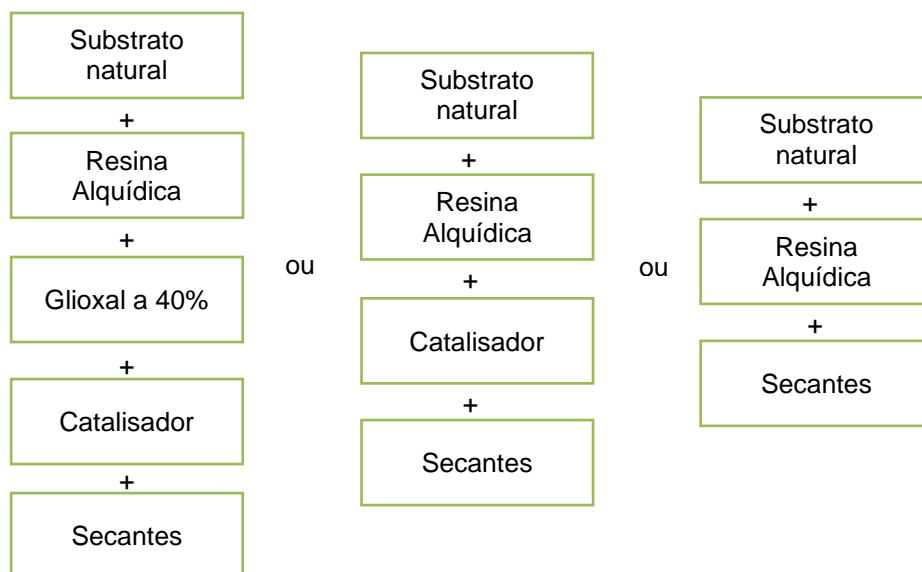 Substrato
natural
+
Resina
Alquídica
+
Glioxal a 40%
+
Catalisador
+
Secantes
ou
Substrato
natural
+
Resina
Alquídica
+
Catalisador
+
Secantes
ou
Substrato
natural
+
Resina
Alquídica
+
Secantes